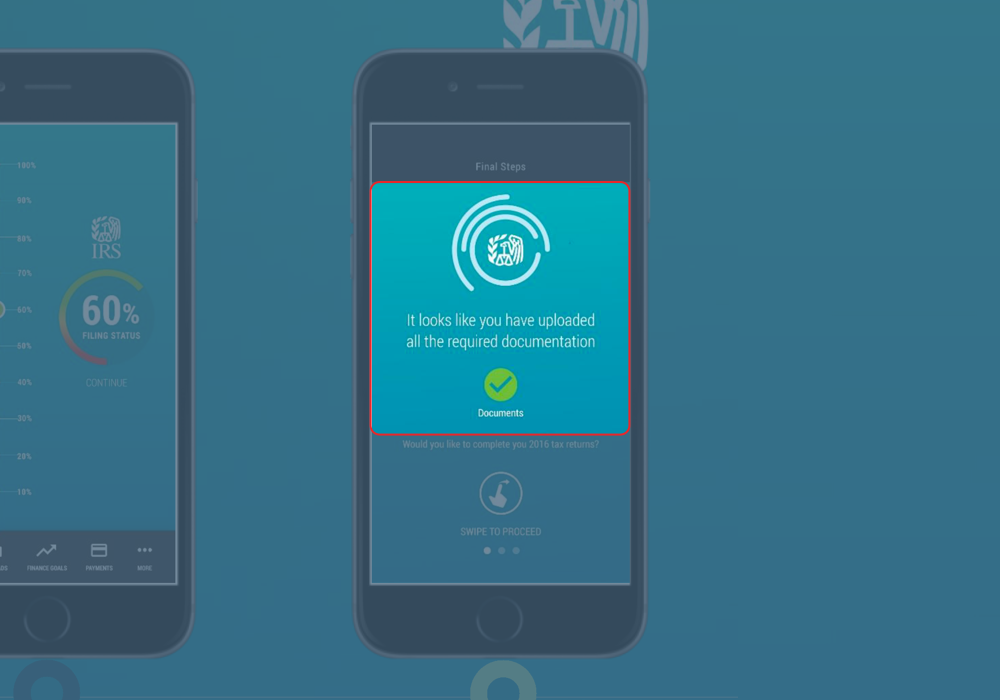 100%
90%
80%
70%
60%
50%
40%
30%
20%
10%
IRS
60%
FILING STATUS
CONTINUE
FINANCE GOALS
PAYMENTS
MORE
Final Steps
It looks like you have uploaded
all the required documentation
Documents
Would you like to complete you 2016 tax returns?
SWIPE TO PROCEED